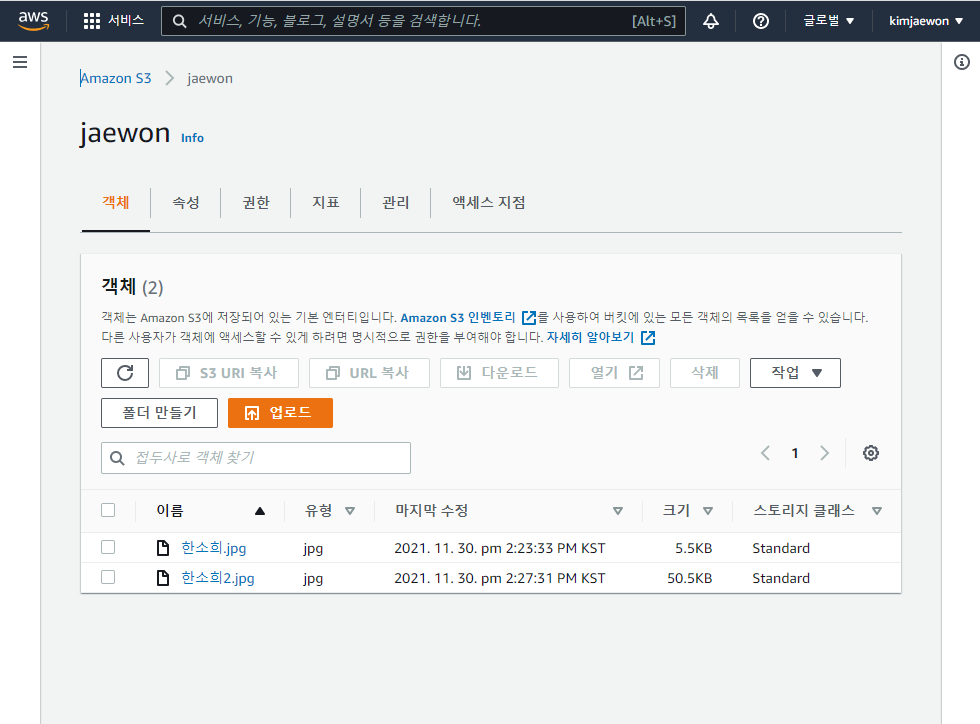 aws 서비스 서비스, 기능, 블로그, 설명서 등을 검색합니다. [Alt+S] 글로벌 ▼ kimjaewon ▼
Amazon S3 > jaewon
jaewon Info
객체 속성 권한 지표 관리 액세스 지점
객체 (2)
객체는 Amazon S3에 저장되어 있는 기본 엔터티입니다. Amazon S3 인벤토리를 사용하여 버킷에 있는 모든 객체의 목록을 얻을 수 있습니다.
다른 사용자가 객체에 액세스할 수 있게 하려면 명시적으로 권한을 부여해야 합니다. 자세히 알아보기
S3 URI 복사 URL 복사 다운로드 열기 삭제 작업 ▼
폴더 만들기 업로드
접두사로 객체 찾기 < 1 >
이름 ▲ 유형 ▽ 마지막 수정 ▽ 크기 ▽ 스토리지 클래스 ▽
한소희.jpg jpg 2021. 11. 30. pm 2:23:33 PM KST 5.5KB Standard
한소희2.jpg jpg 2021. 11. 30. pm 2:27:31 PM KST 50.5KB Standard